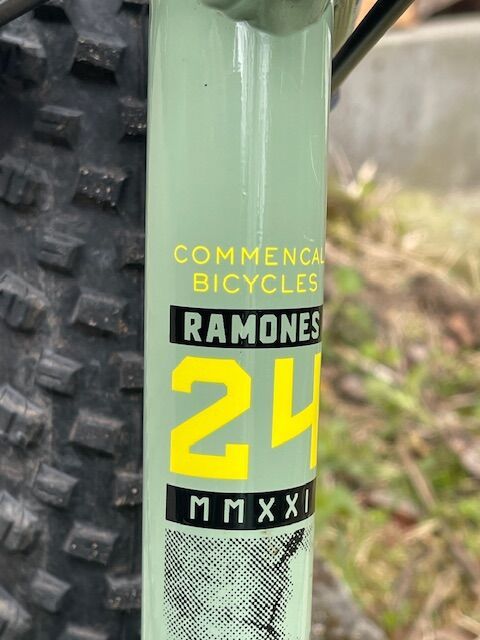 COMMENCAL
BICYCLES
RAMONES
24
MMXXI